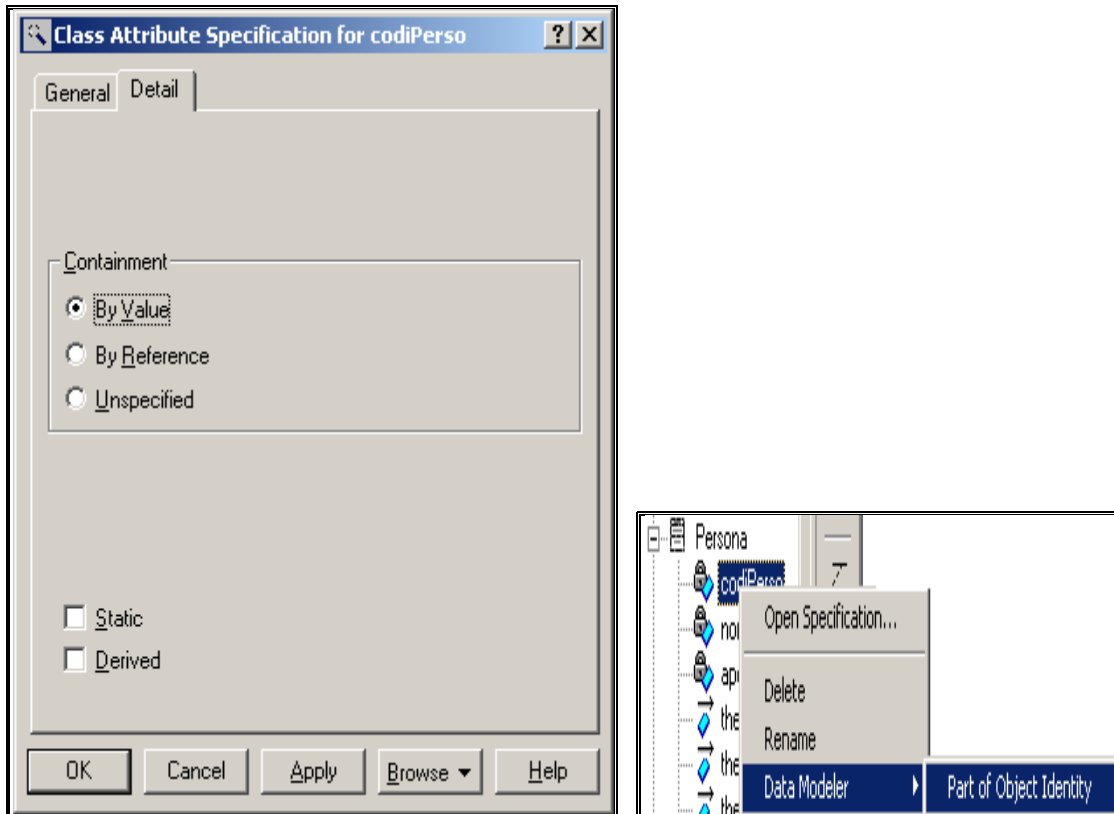 Class Attribute Specification for codiPerso
General Detail
Containment
By Value
By Reference
Unspecified
Static
Derived
OK Cancel Apply Browse Help
Persona
codiPerso
Open Specification...
Delete
Rename
Data Modeler Part of Object Identity